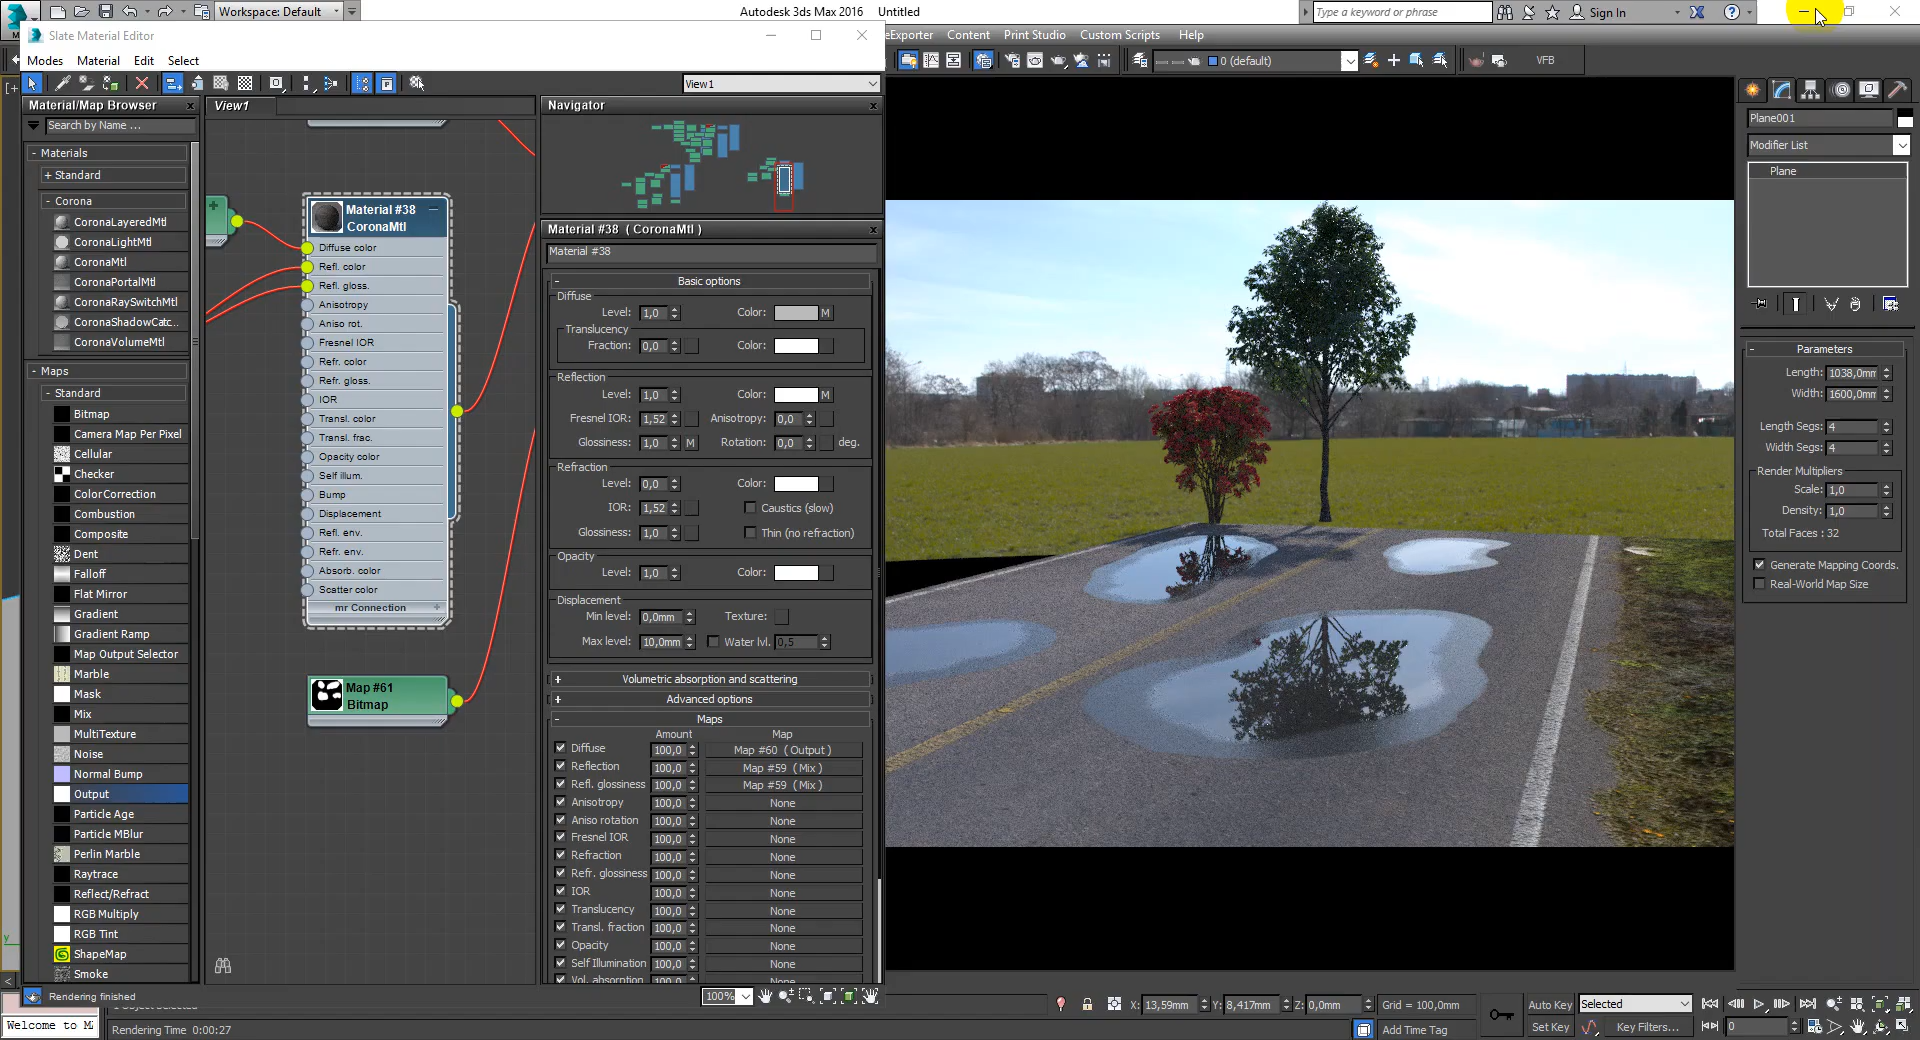 Workspace: Default
Autodesk 3ds Max 2016
Untitled
Type a keyword or phrase
Sign In
Slate Material Editor
eExporter
Content
Print Studio
Custom Scripts
Help
Modes
Material
Edit
Select
0 (default)
VFB
View1
Material/Map Browser
View1
Navigator
Search by Name ...
- Materials
+ Standard
- Corona
CoronaLayeredMtl
CoronaLightMtl
CoronaMtl
CoronaPortalMtl
CoronaRaySwitchMtl
CoronaShadowCatc...
CoronaVolumeMtl
- Maps
- Standard
Bitmap
Camera Map Per Pixel
Cellular
Checker
ColorCorrection
Combustion
Composite
Dent
Falloff
Flat Mirror
Gradient
Gradient Ramp
Map Output Selector
Marble
Mask
Mix
MultiTexture
Noise
Normal Bump
Output
Particle Age
Particle MBlur
Perlin Marble
Raytrace
Reflect/Refract
RGB Multiply
RGB Tint
ShapeMap
Smoke
Material #38
CoronaMtl
Diffuse color
Refl. color
Refl. gloss.
Anisotropy
Aniso rot.
Fresnel IOR
Refr. color
Refr. gloss.
IOR
Transl. color
Transl. frac.
Opacity color
Self illum.
Bump
Displacement
Refl. env.
Refr. env.
Absorb. color
Scatter color
mr Connection +
Map #61
Bitmap
Material #38 ( CoronaMtl )
Material #38
- Basic options
Diffuse
Level: 1,0 Color: M
Translucency
Fraction: 0,0 Color:
Reflection
Level: 1,0 Color: M
Fresnel IOR: 1,52 Anisotropy: 0,0
Glossiness: 1,0 M Rotation: 0,0 deg.
Refraction
Level: 0,0 Color:
IOR: 1,52 Caustics (slow)
Glossiness: 1,0 Thin (no refraction)
Opacity
Level: 1,0 Color:
Displacement
Min level: 0,0mm Texture:
Max level: 10,0mm Water lvl. 0,5
+ Volumetric absorption and scattering
+ Advanced options
- Maps
Amount Map
Diffuse 100,0 Map #60 ( Output )
Reflection 100,0 Map #59 ( Mix )
Refl. glossiness 100,0 Map #59 ( Mix )
Anisotropy 100,0 None
Aniso rotation 100,0 None
Fresnel IOR 100,0 None
Refraction 100,0 None
Refr. glossiness 100,0 None
IOR 100,0 None
Translucency 100,0 None
Transl. fraction 100,0 None
Opacity 100,0 None
Self Illumination 100,0 None
Vol. absorption 100,0 None
Plane001
Modifier List
Plane
- Parameters
Length: 1038,0mm
Width: 1600,0mm
Length Segs: 4
Width Segs: 4
Render Multipliers
Scale: 1,0
Density: 1,0
Total Faces : 32
Generate Mapping Coords.
Real-World Map Size
y
Rendering finished
100%
Welcome to M
Rendering Time 0:00:27
X: 13,59mm Y: 8,417mm Z: 0,0mm
Grid = 100,0mm
Add Time Tag
Auto Key
Selected
Set Key
Key Filters...
0